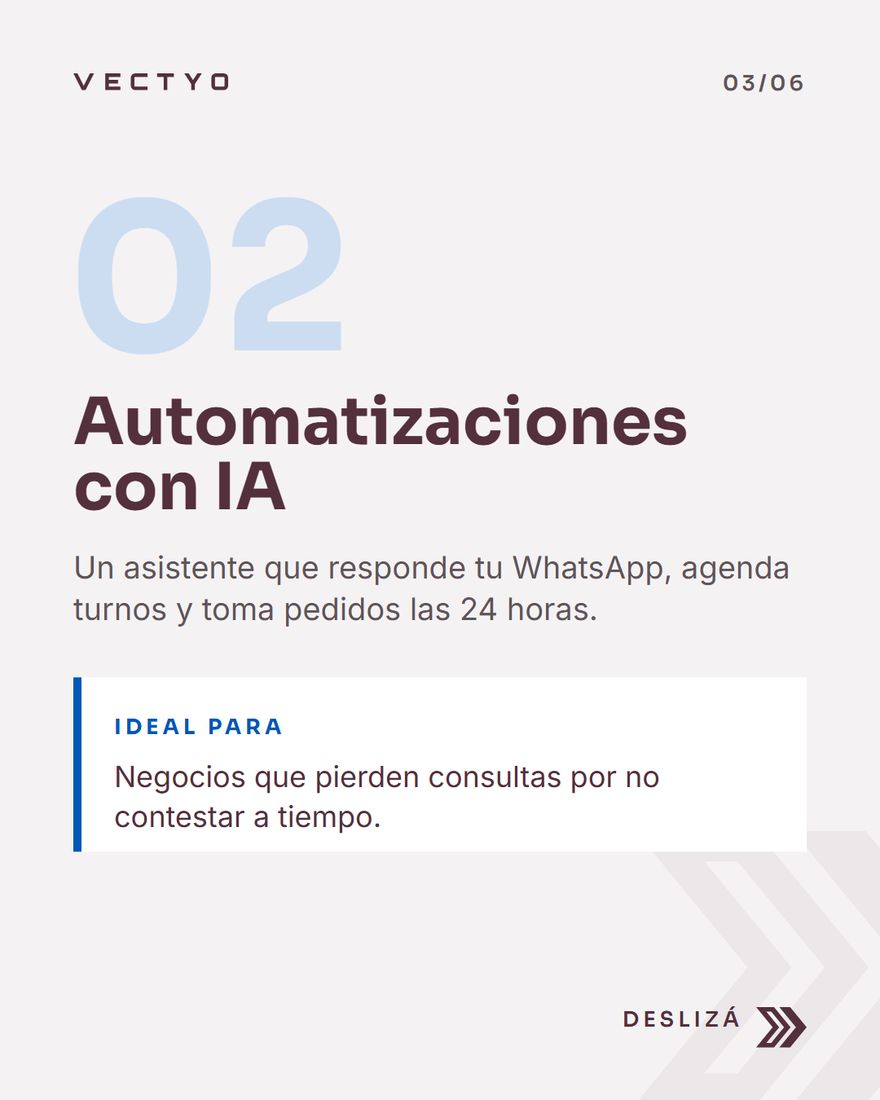 VECTYO
03/06
02
Automatizaciones
con IA
Un asistente que responde tu WhatsApp, agenda
turnos y toma pedidos las 24 horas.
IDEAL PARA
Negocios que pierden consultas por no
contestar a tiempo.
DESLIZÁ